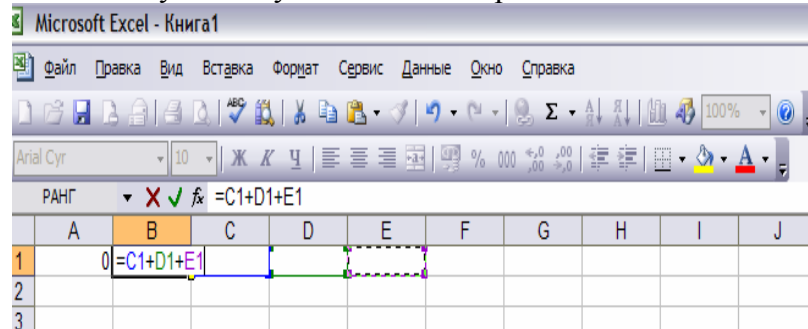 Microsoft Excel - Книга1
Файл Правка Вид Вставка Формат Сервис Данные Окно Справка
100%
Arial Cyr 10 Ж К Ч % 000
РАНГ fx =C1+D1+E1
A B C D E F G H I J
1 0 =C1+D1+E1
2
3